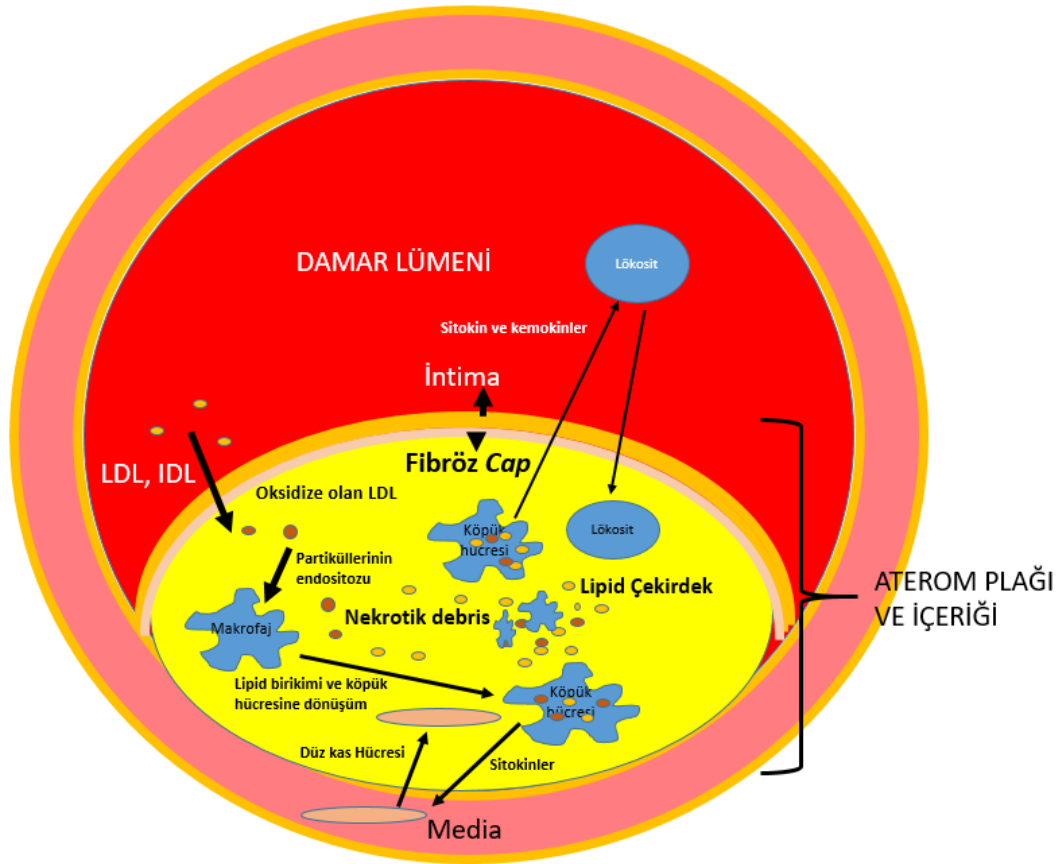 DAMAR LÜMENİ
Lökosit
Sitokin ve kemokinler
İntima
Fibröz Cap
LDL, IDL
Oksidize olan LDL
Köpük
hücresi
Lökosit
Partiküllerinin
endositozu
Lipid Çekirdek
ATEROM PLAĞI
VE İÇERİĞİ
Nekrotik debris
Makrofaj
Lipid birikimi ve köpük
hücresine dönüşüm
Köpük
hücresi
Düz kas Hücresi
Sitokinler
Media